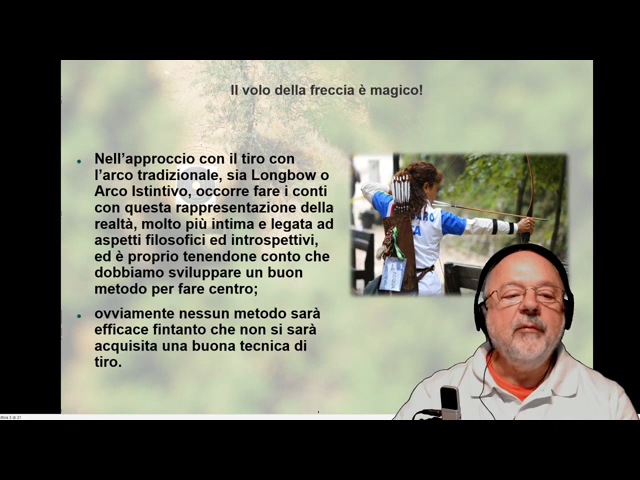 Il volo della freccia è magico!
Nell’approccio con il tiro con
l’arco tradizionale, sia Longbow o
Arco Istintivo, occorre fare i conti
con questa rappresentazione della
realtà, molto più intima e legata ad
aspetti filosofici ed introspettivi,
ed è proprio tenendone conto che
dobbiamo sviluppare un buon
metodo per fare centro;
ovviamente nessun metodo sarà
efficace fintanto che non si sarà
acquisita una buona tecnica di
tiro.